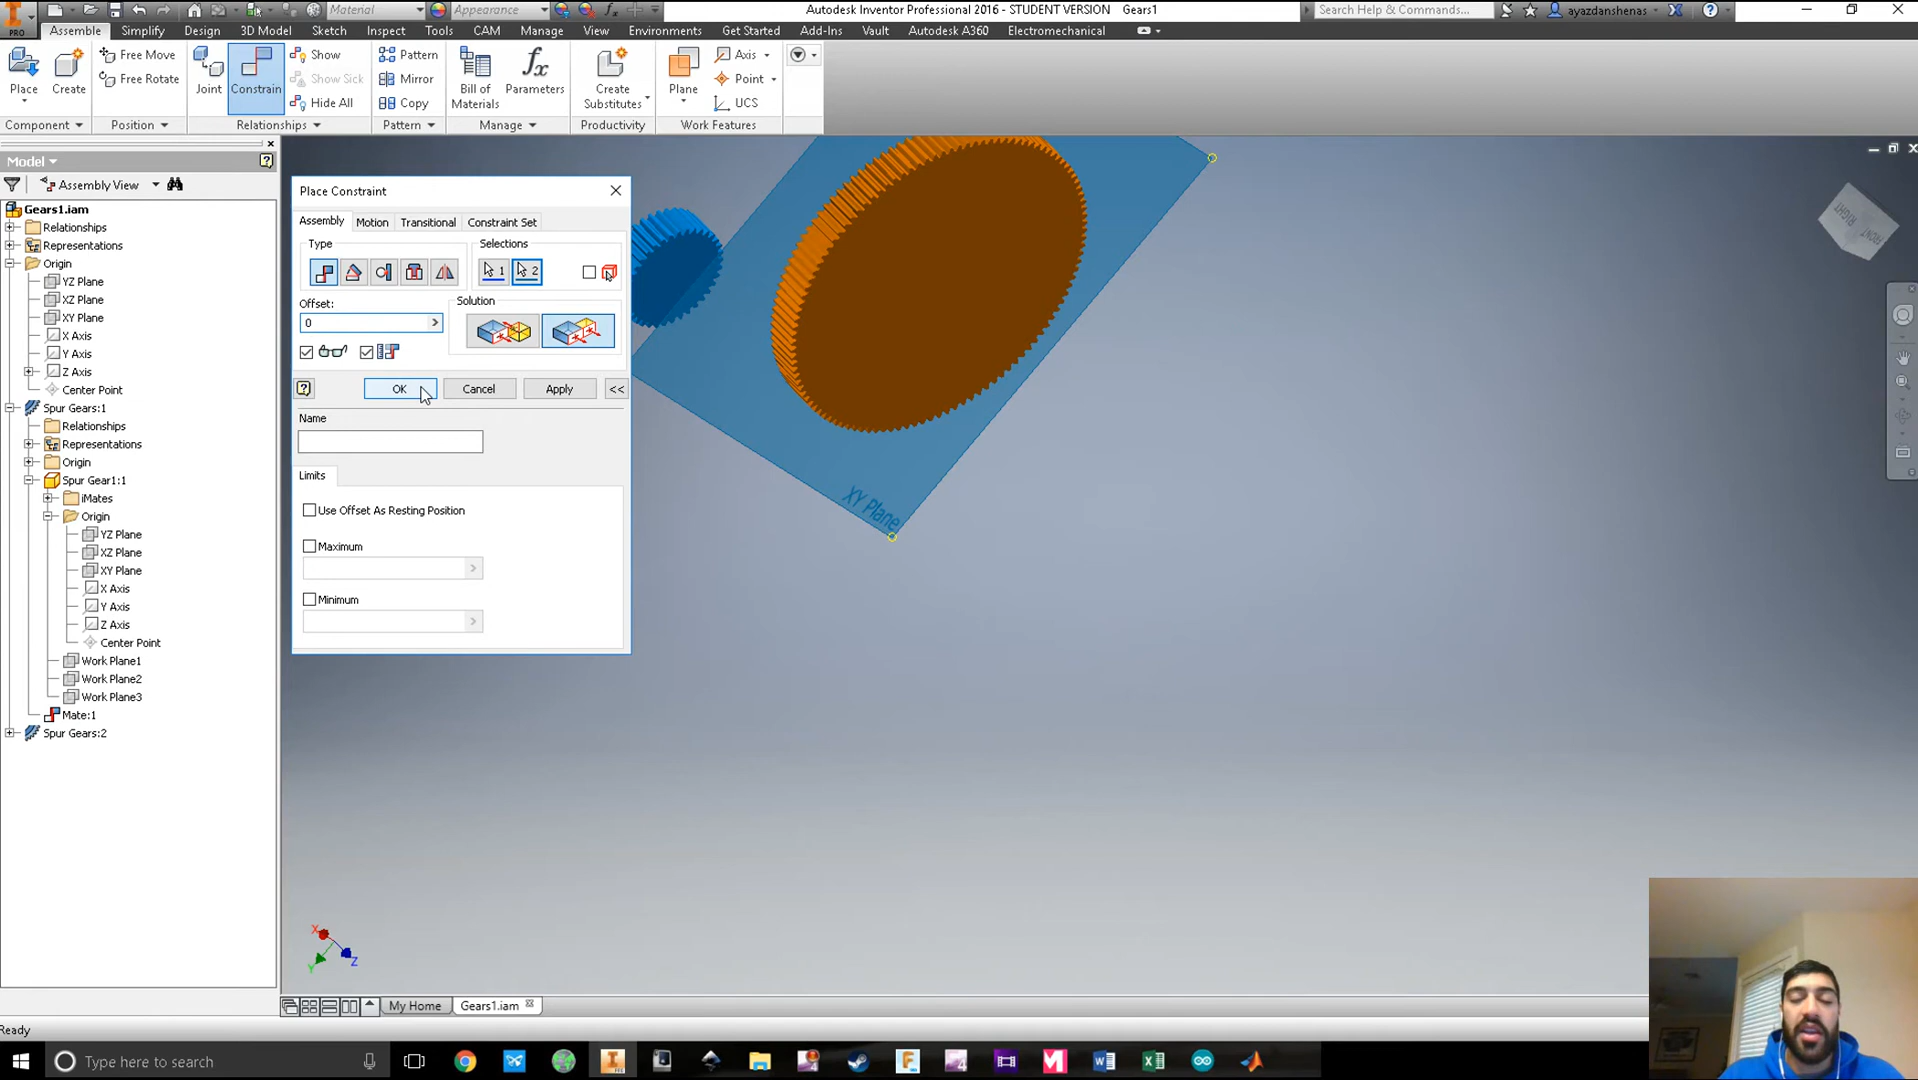 Material
Appearance
Autodesk Inventor Professional 2016 - STUDENT VERSION Gears1
Search Help & Commands...
ayazdanshenas
PRO
Assemble Simplify Design 3D Model Sketch Inspect Tools CAM Manage View Environments Get Started Add-Ins Vault Autodesk A360 Electromechanical
Place
Create
Free Move
Free Rotate
Joint
Constrain
Show
Show Sick
Hide All
Pattern
Mirror
Copy
Bill of Materials
Parameters
Create Substitutes
Plane
Axis
Point
UCS
Component Position Relationships Pattern Manage Productivity Work Features
Model
Assembly View
Gears1.iam
Relationships
Representations
Origin
YZ Plane
XZ Plane
XY Plane
X Axis
Y Axis
Z Axis
Center Point
Spur Gears:1
Relationships
Representations
Origin
Spur Gear1:1
iMates
Origin
YZ Plane
XZ Plane
XY Plane
X Axis
Y Axis
Z Axis
Center Point
Work Plane1
Work Plane2
Work Plane3
Mate:1
Spur Gears:2
Place Constraint
Assembly Motion Transitional Constraint Set
Type
Selections
1 2
Offset:
0
Solution
OK Cancel Apply <<
Name
Limits
Use Offset As Resting Position
Maximum
Minimum
XY Plane
FRONT
RIGHT
X
Y
Z
My Home Gears1.iam
Ready
Type here to search